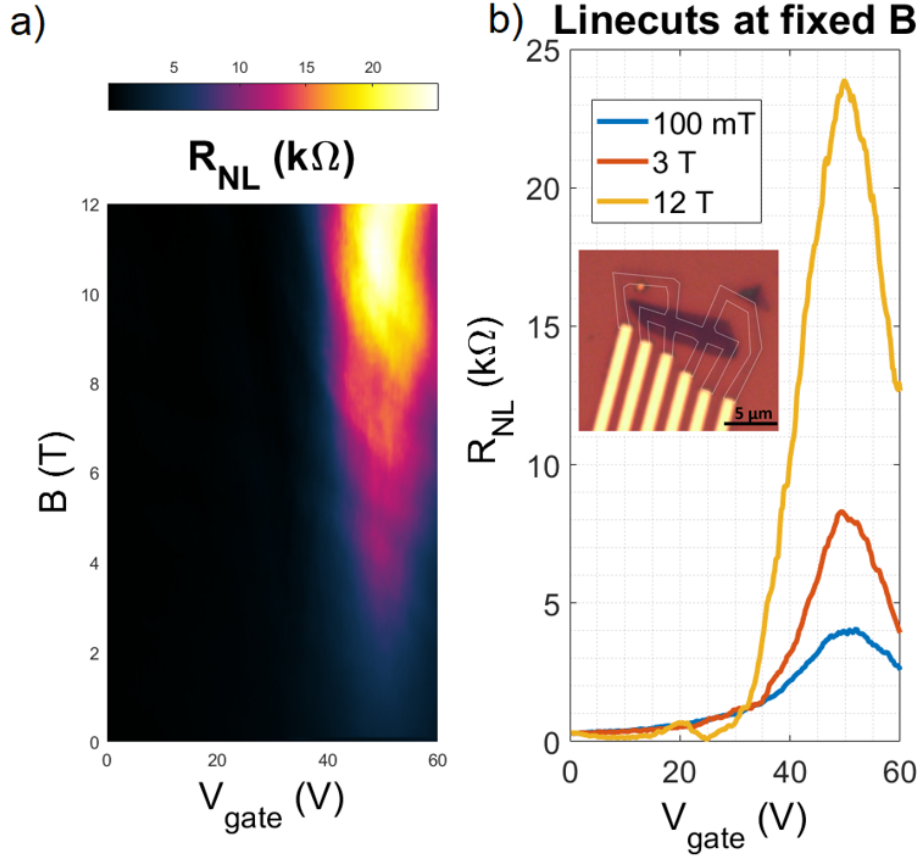 a)
5 10 15 20
R_NL (kΩ)
12
10
8
6
4
2
0
B (T)
0 20 40 60
V_gate (V)
b) Linecuts at fixed B
25
20
15
10
5
0
R_NL (kΩ)
100 mT
3 T
12 T
5 μm
0 20 40 60
V_gate (V)